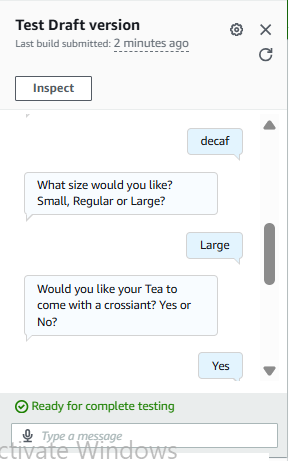 Test Draft version
Last build submitted: 2 minutes ago
Inspect
decaf
What size would you like?
Small, Regular or Large?
Large
Would you like your Tea to
come with a crossiant? Yes or
No?
Yes
Ready for complete testing
Type a message
ctivate Windows